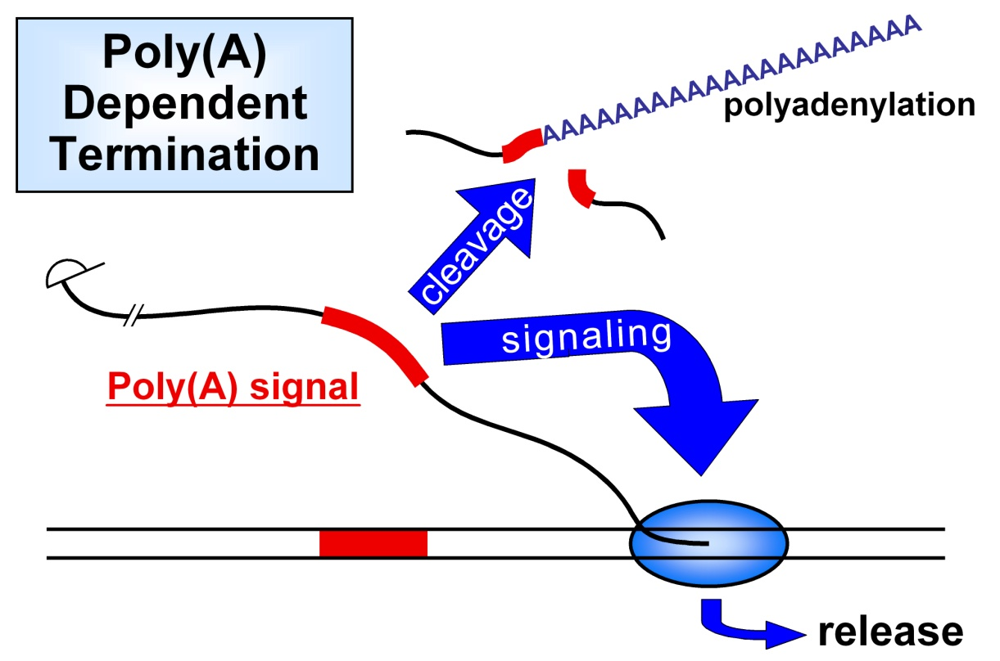 Poly(A)
Dependent
Termination
AAAAAAAAAAAAAAAAAAAAA
polyadenylation
cleavage
signaling
Poly(A) signal
release